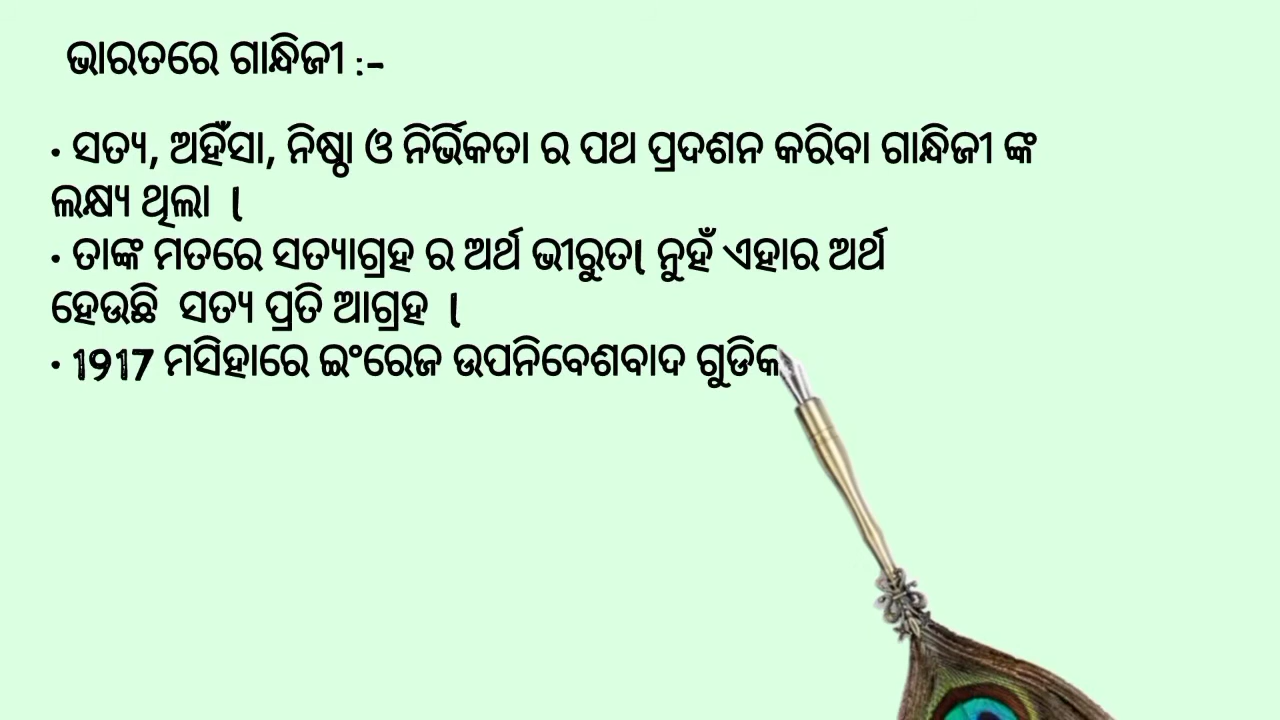 ଭାରତରେ ଗାନ୍ଧିଜୀ :-
• ସତ୍ୟ, ଅହିଁସା, ନିଷ୍ଠା ଓ ନିର୍ଭିକତା ର ପଥ ପ୍ରଦଶନ କରିବା ଗାନ୍ଧିଜୀ ଙ୍କ
ଲକ୍ଷ୍ୟ ଥିଲା ।
• ତାଙ୍କ ମତରେ ସତ୍ୟାଗ୍ରହ ର ଅର୍ଥ ଭୀରୁତା ନୁହଁ ଏହାର ଅର୍ଥ
ହେଉଛି ସତ୍ୟ ପ୍ରତି ଆଗ୍ରହ ।
• 1917 ମସିହାରେ ଇଂରେଜ ଉପନିବେଶବାଦ ଗୁଡିକ